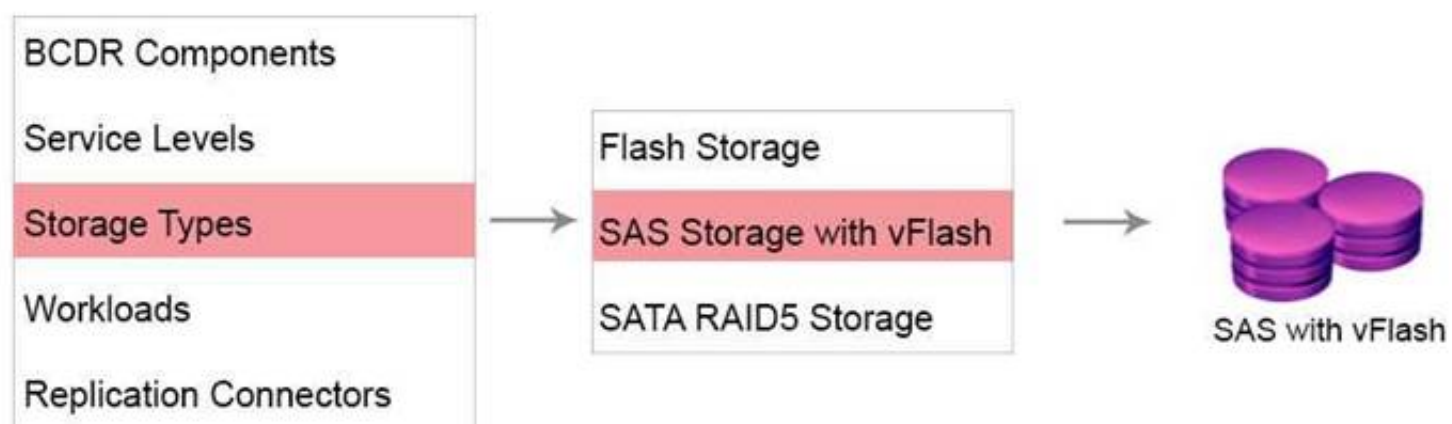 BCDR Components
Service Levels
Storage Types
Workloads
Replication Connectors
Flash Storage
SAS Storage with vFlash
SATA RAID5 Storage
SAS with vFlash